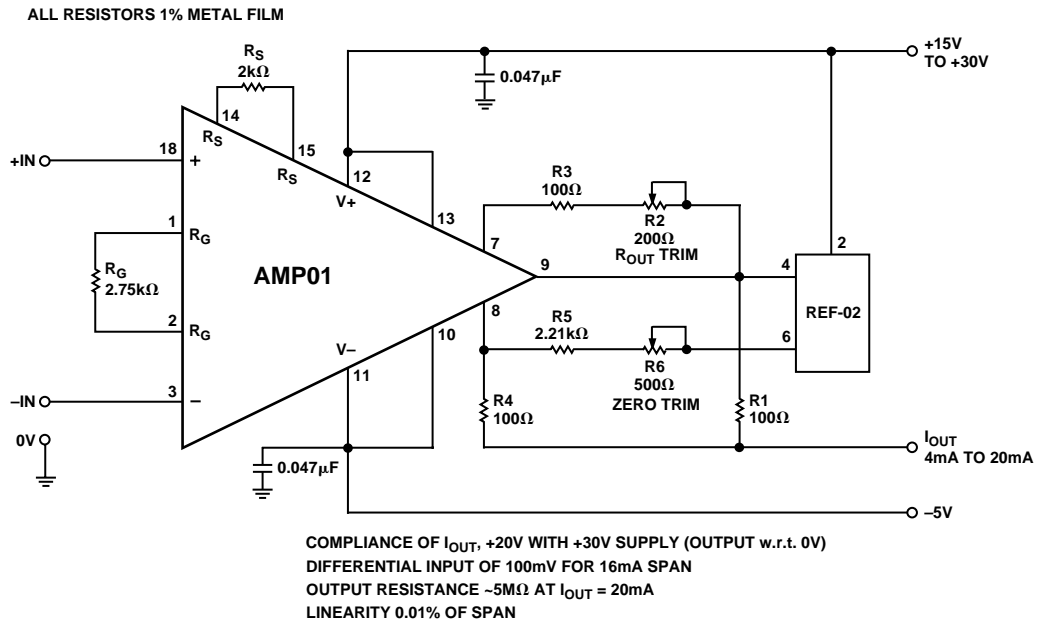 ALL RESISTORS 1% METAL FILM
+15V
TO +30V
0.047μF
RS
2kΩ
14
RS
15
RS
18
+IN
+
12
V+
13
R3
100Ω
R2
200Ω
ROUT TRIM
2
1
RG
7
RG
2.75kΩ
AMP01
9
4
REF-02
8
2
RG
R5
2.21kΩ
6
10
V–
11
R6
500Ω
ZERO TRIM
–IN
3
–
R4
100Ω
R1
100Ω
0V
IOUT
4mA TO 20mA
0.047μF
–5V
COMPLIANCE OF IOUT, +20V WITH +30V SUPPLY (OUTPUT w.r.t. 0V)
DIFFERENTIAL INPUT OF 100mV FOR 16mA SPAN
OUTPUT RESISTANCE ~5MΩ AT IOUT = 20mA
LINEARITY 0.01% OF SPAN